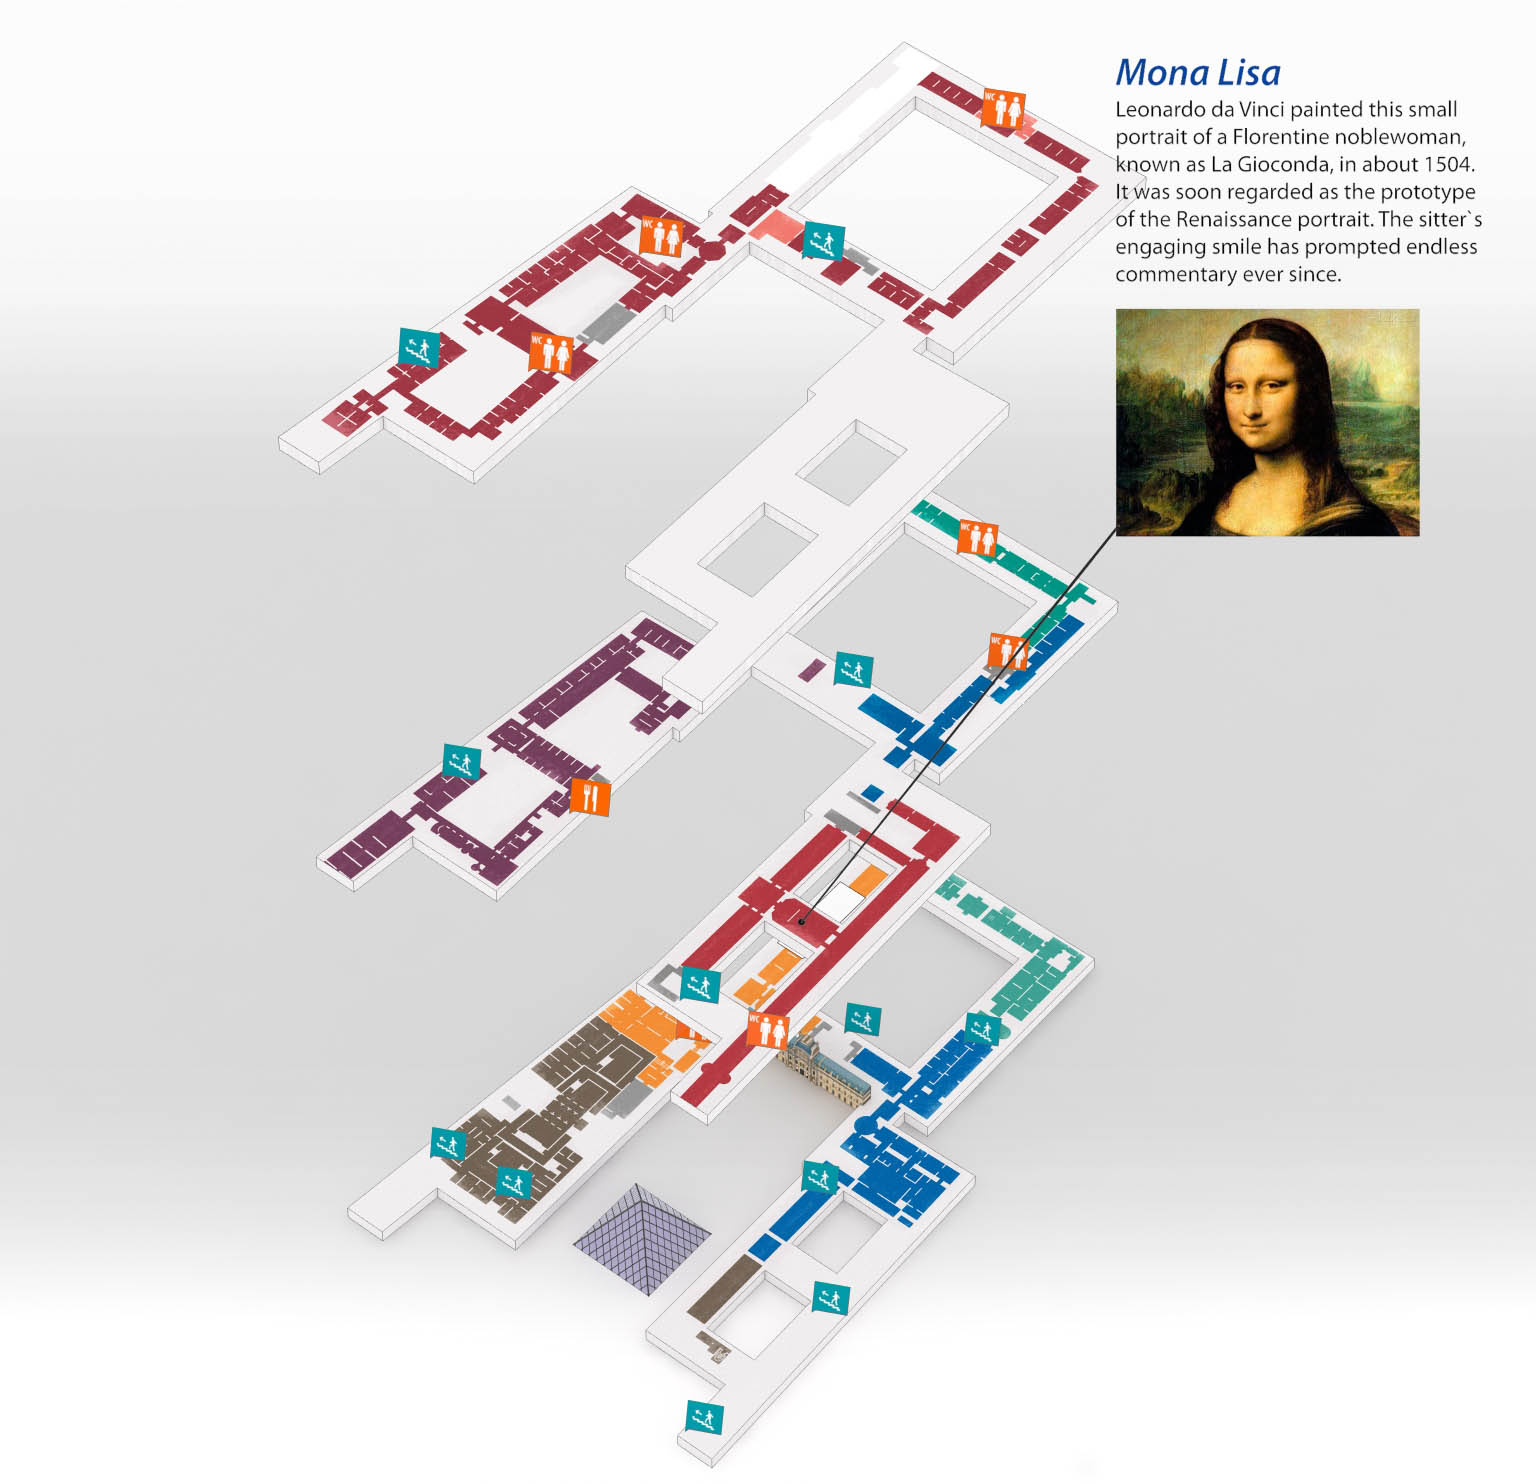 Mona Lisa
Leonardo da Vinci painted this small
portrait of a Florentine noblewoman,
known as La Gioconda, in about 1504.
It was soon regarded as the prototype
of the Renaissance portrait. The sitter`s
engaging smile has prompted endless
commentary ever since.
WC
WC
WC
WC
WC
WC